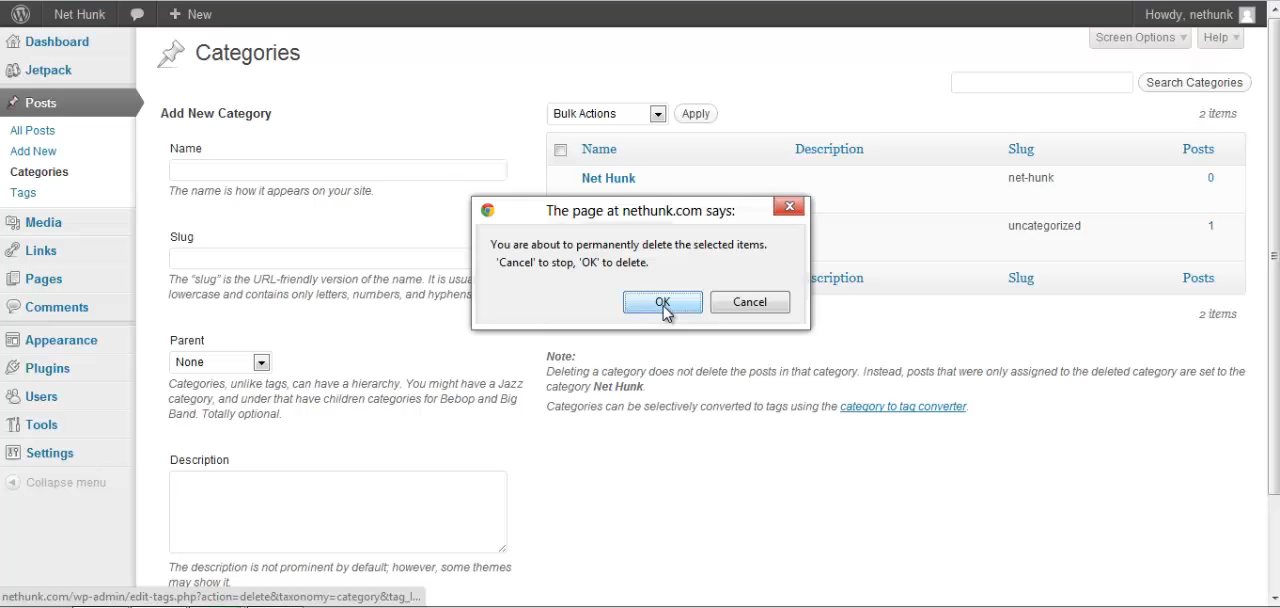 Net Hunk
New
Howdy, nethunk
Dashboard
Jetpack
Posts
All Posts
Add New
Categories
Tags
Media
Links
Pages
Comments
Appearance
Plugins
Users
Tools
Settings
Collapse menu
Screen Options
Help
Categories
Search Categories
Add New Category
Name
The name is how it appears on your site.
Slug
The “slug” is the URL-friendly version of the name. It is usua
lowercase and contains only letters, numbers, and hyphens
Parent
None
Categories, unlike tags, can have a hierarchy. You might have a Jazz
category, and under that have children categories for Bebop and Big
Band. Totally optional.
Description
The description is not prominent by default; however, some themes
may show it.
Bulk Actions
Apply
2 items
Name Description Slug Posts
Net Hunk net-hunk 0
uncategorized 1
scription Slug Posts
2 items
The page at nethunk.com says:
You are about to permanently delete the selected items.
'Cancel' to stop, 'OK' to delete.
OK
Cancel
Note:
Deleting a category does not delete the posts in that category. Instead, posts that were only assigned to the deleted category are set to the
category Net Hunk.
Categories can be selectively converted to tags using the category to tag converter.
nethunk.com/wp-admin/edit-tags.php?action=delete&taxonomy=category&tag_I...